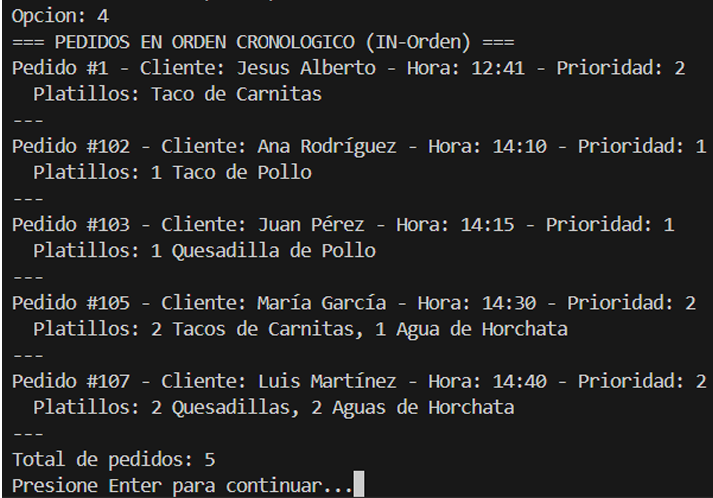 Opcion: 4
=== PEDIDOS EN ORDEN CRONOLOGICO (IN-Orden) ===
Pedido #1 - Cliente: Jesus Alberto - Hora: 12:41 - Prioridad: 2
  Platillos: Taco de Carnitas
---
Pedido #102 - Cliente: Ana Rodríguez - Hora: 14:10 - Prioridad: 1
  Platillos: 1 Taco de Pollo
---
Pedido #103 - Cliente: Juan Pérez - Hora: 14:15 - Prioridad: 1
  Platillos: 1 Quesadilla de Pollo
---
Pedido #105 - Cliente: María García - Hora: 14:30 - Prioridad: 2
  Platillos: 2 Tacos de Carnitas, 1 Agua de Horchata
---
Pedido #107 - Cliente: Luis Martínez - Hora: 14:40 - Prioridad: 2
  Platillos: 2 Quesadillas, 2 Aguas de Horchata
---
Total de pedidos: 5
Presione Enter para continuar...